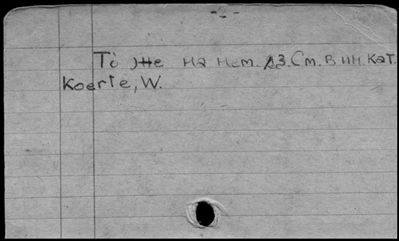 То же на нем. яз. См. в ин. кат.
Koerte, W.